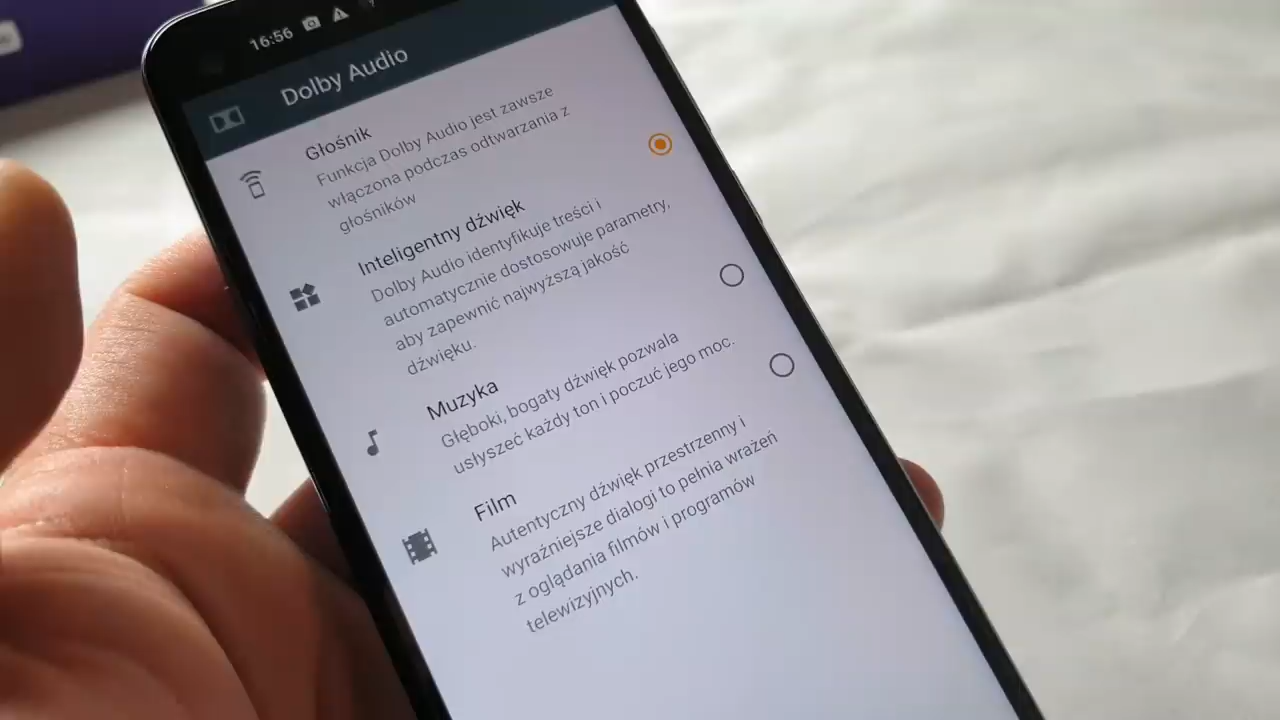 16:56
Dolby Audio
Głośnik
Funkcja Dolby Audio jest zawsze
włączona podczas odtwarzania z
głośników
Inteligentny dźwięk
Dolby Audio identyfikuje treści i
automatycznie dostosowuje parametry,
aby zapewnić najwyższą jakość
dźwięku.
Muzyka
Głęboki, bogaty dźwięk pozwala
usłyszeć każdy ton i poczuć jego moc.
Film
Autentyczny dźwięk przestrzenny i
wyraźniejsze dialogi to pełnia wrażeń
z oglądania filmów i programów
telewizyjnych.